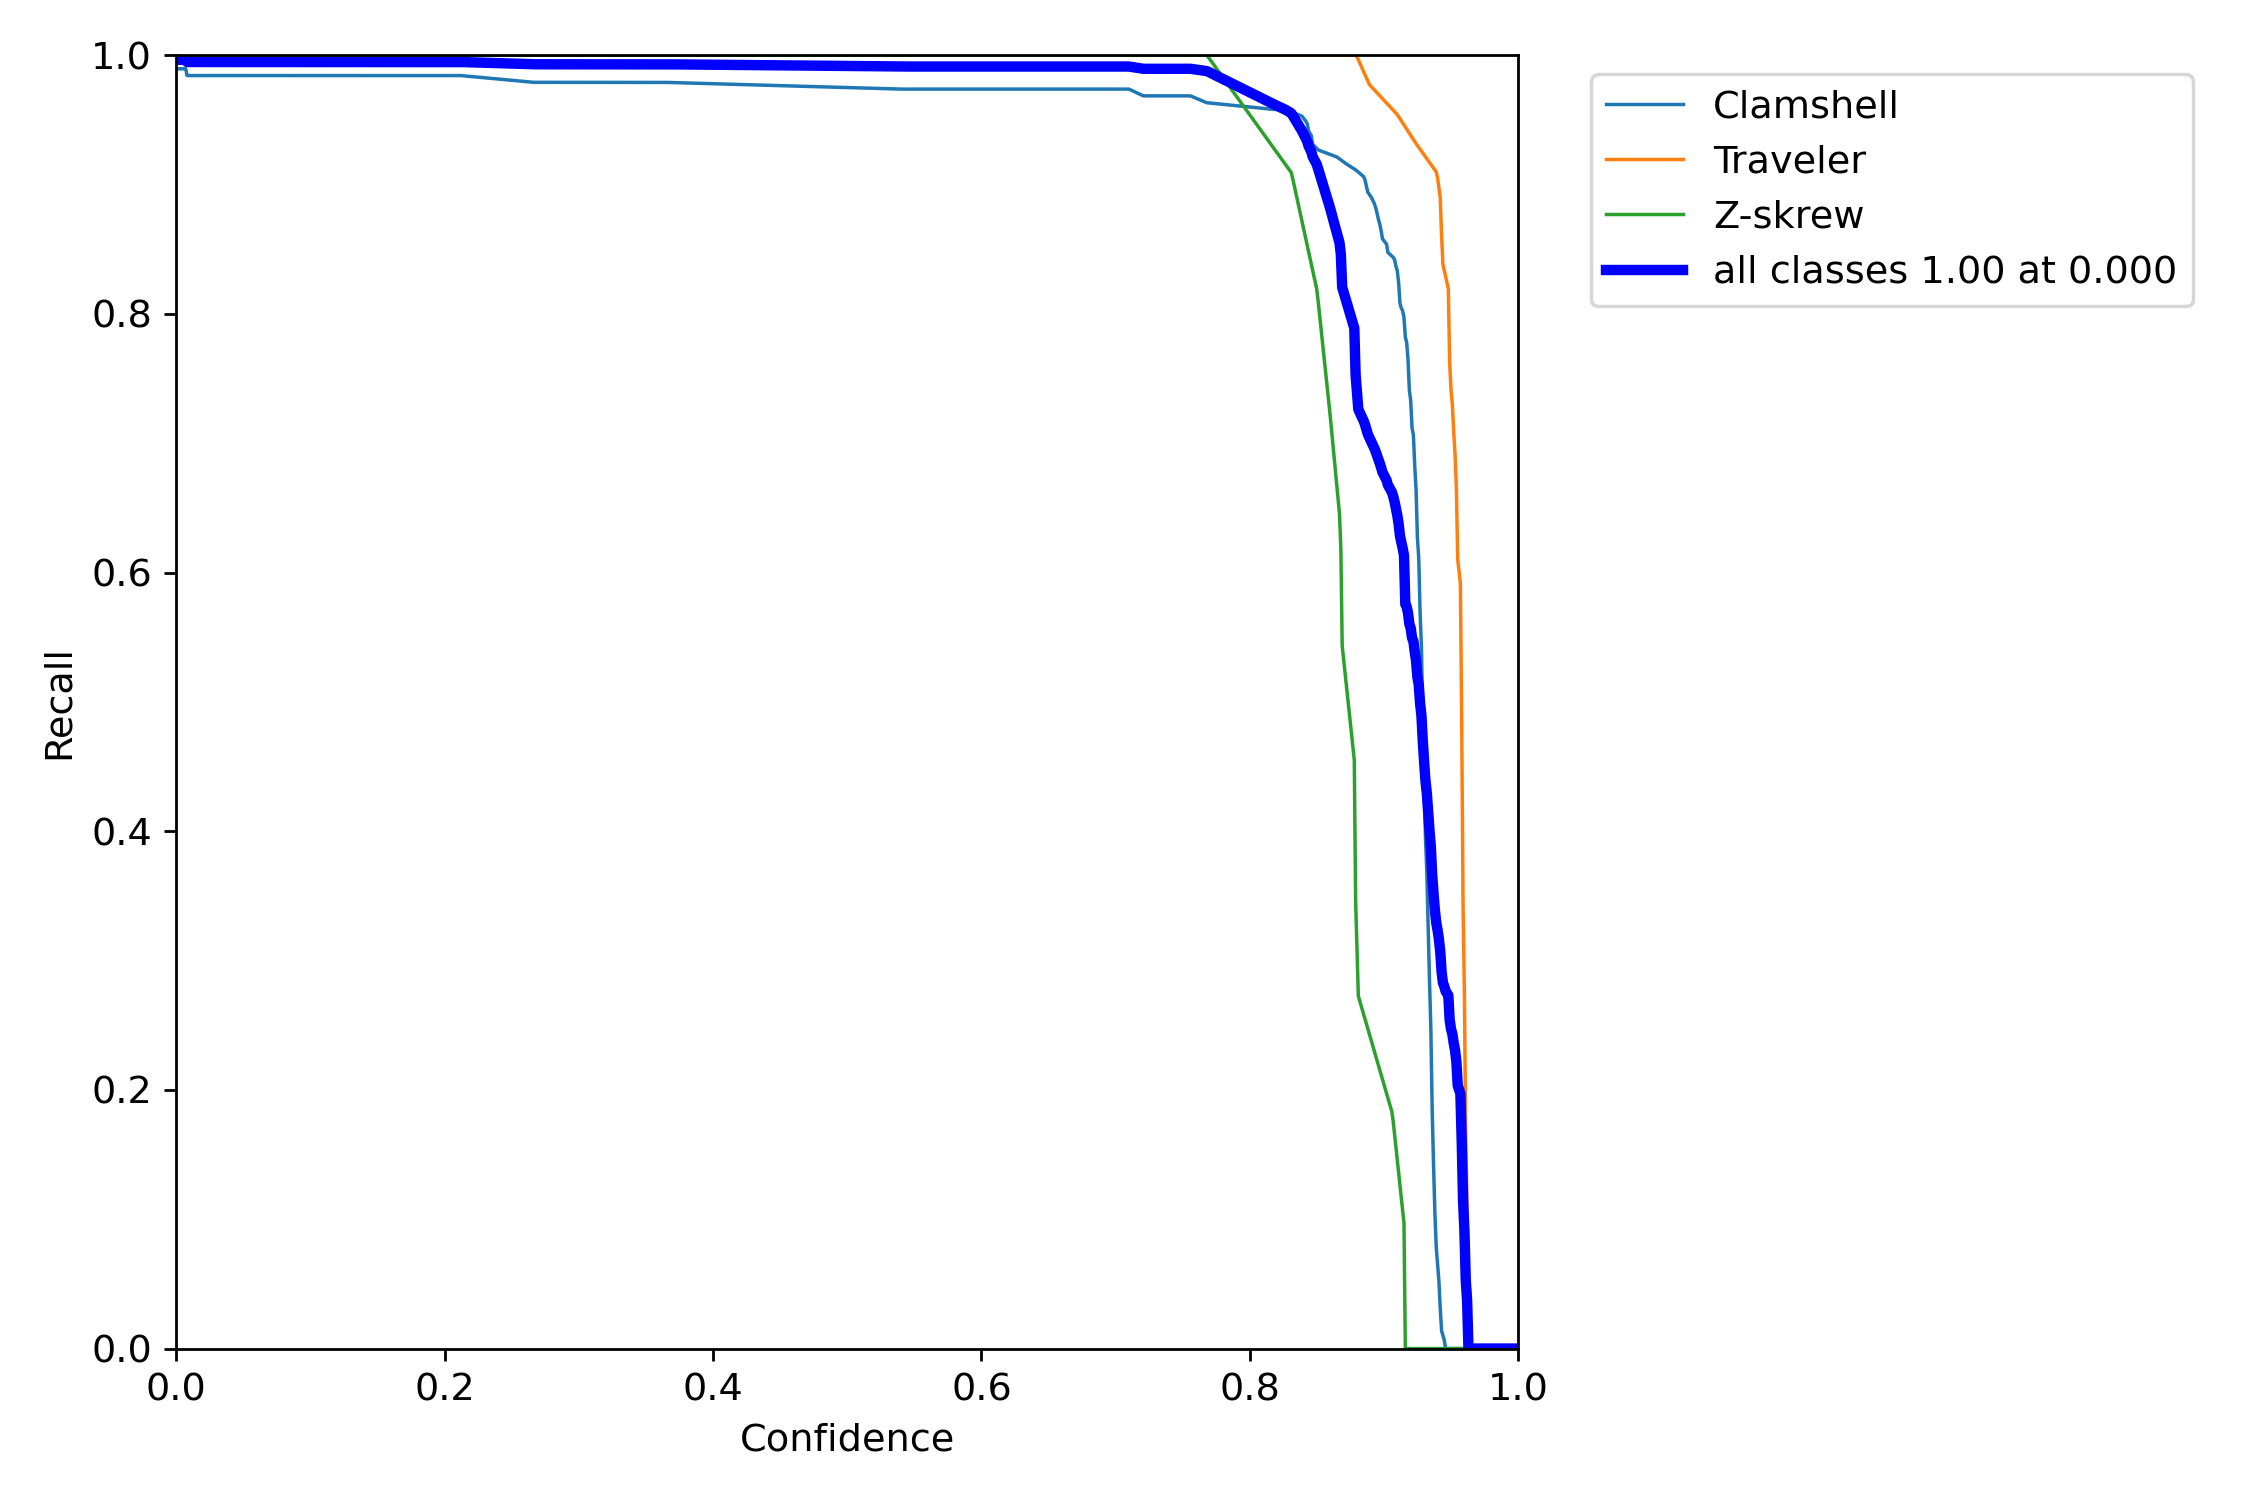 1.0
0.8
0.6
0.4
0.2
0.0
Recall
0.0 0.2 0.4 0.6 0.8 1.0
Confidence
Clamshell
Traveler
Z-skrew
all classes 1.00 at 0.000